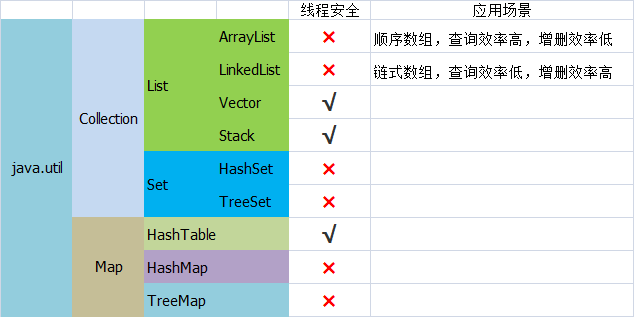 线程安全 应用场景
ArrayList × 顺序数组，查询效率高，增删效率低
LinkedList × 链式数组，查询效率低，增删效率高
List
Vector √
Collection
Stack √
java.util
HashSet ×
Set
TreeSet ×
HashTable √
Map
HashMap ×
TreeMap ×